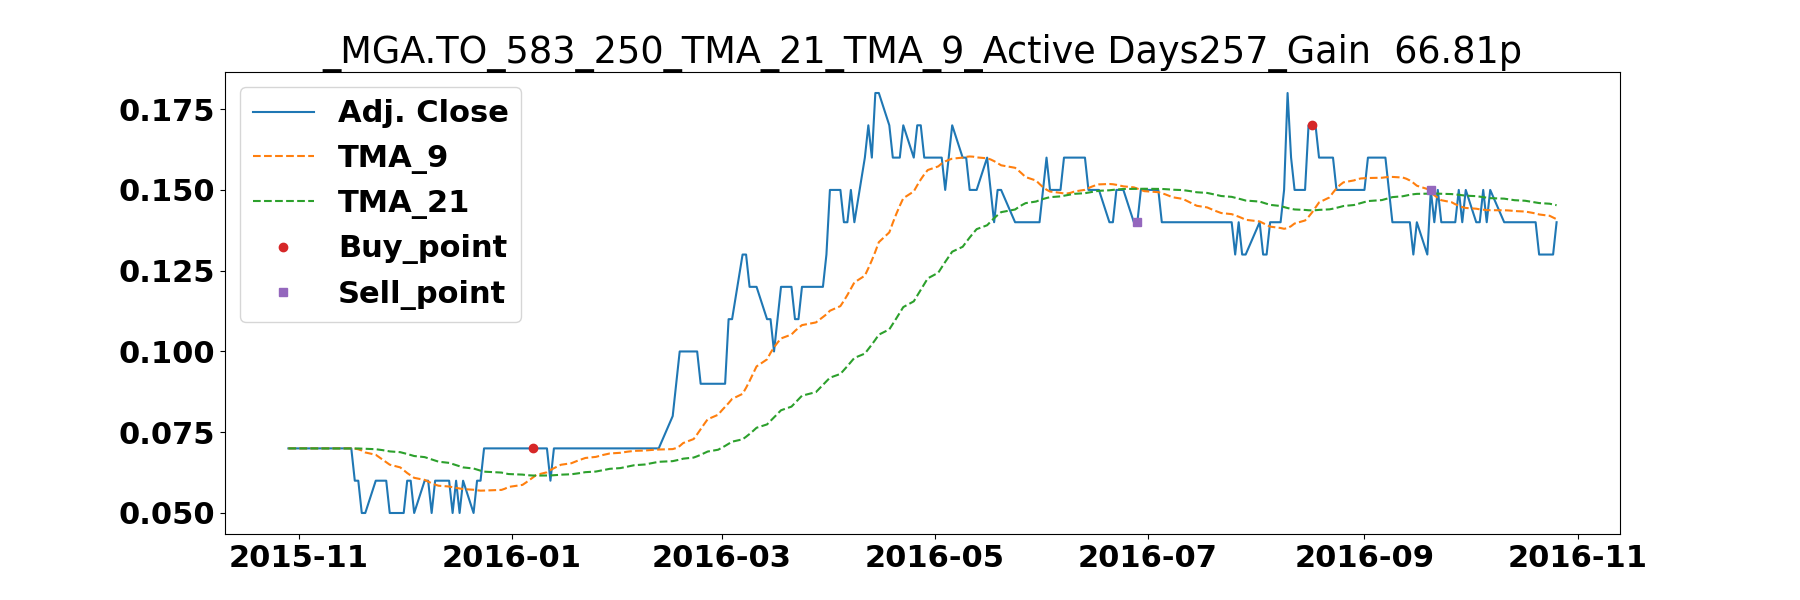 _MGA.TO_583_250_TMA_21_TMA_9_Active Days257_Gain  66.81p
0.175
0.150
0.125
0.100
0.075
0.050
Adj. Close
TMA_9
TMA_21
Buy_point
Sell_point
2015-11 2016-01 2016-03 2016-05 2016-07 2016-09 2016-11